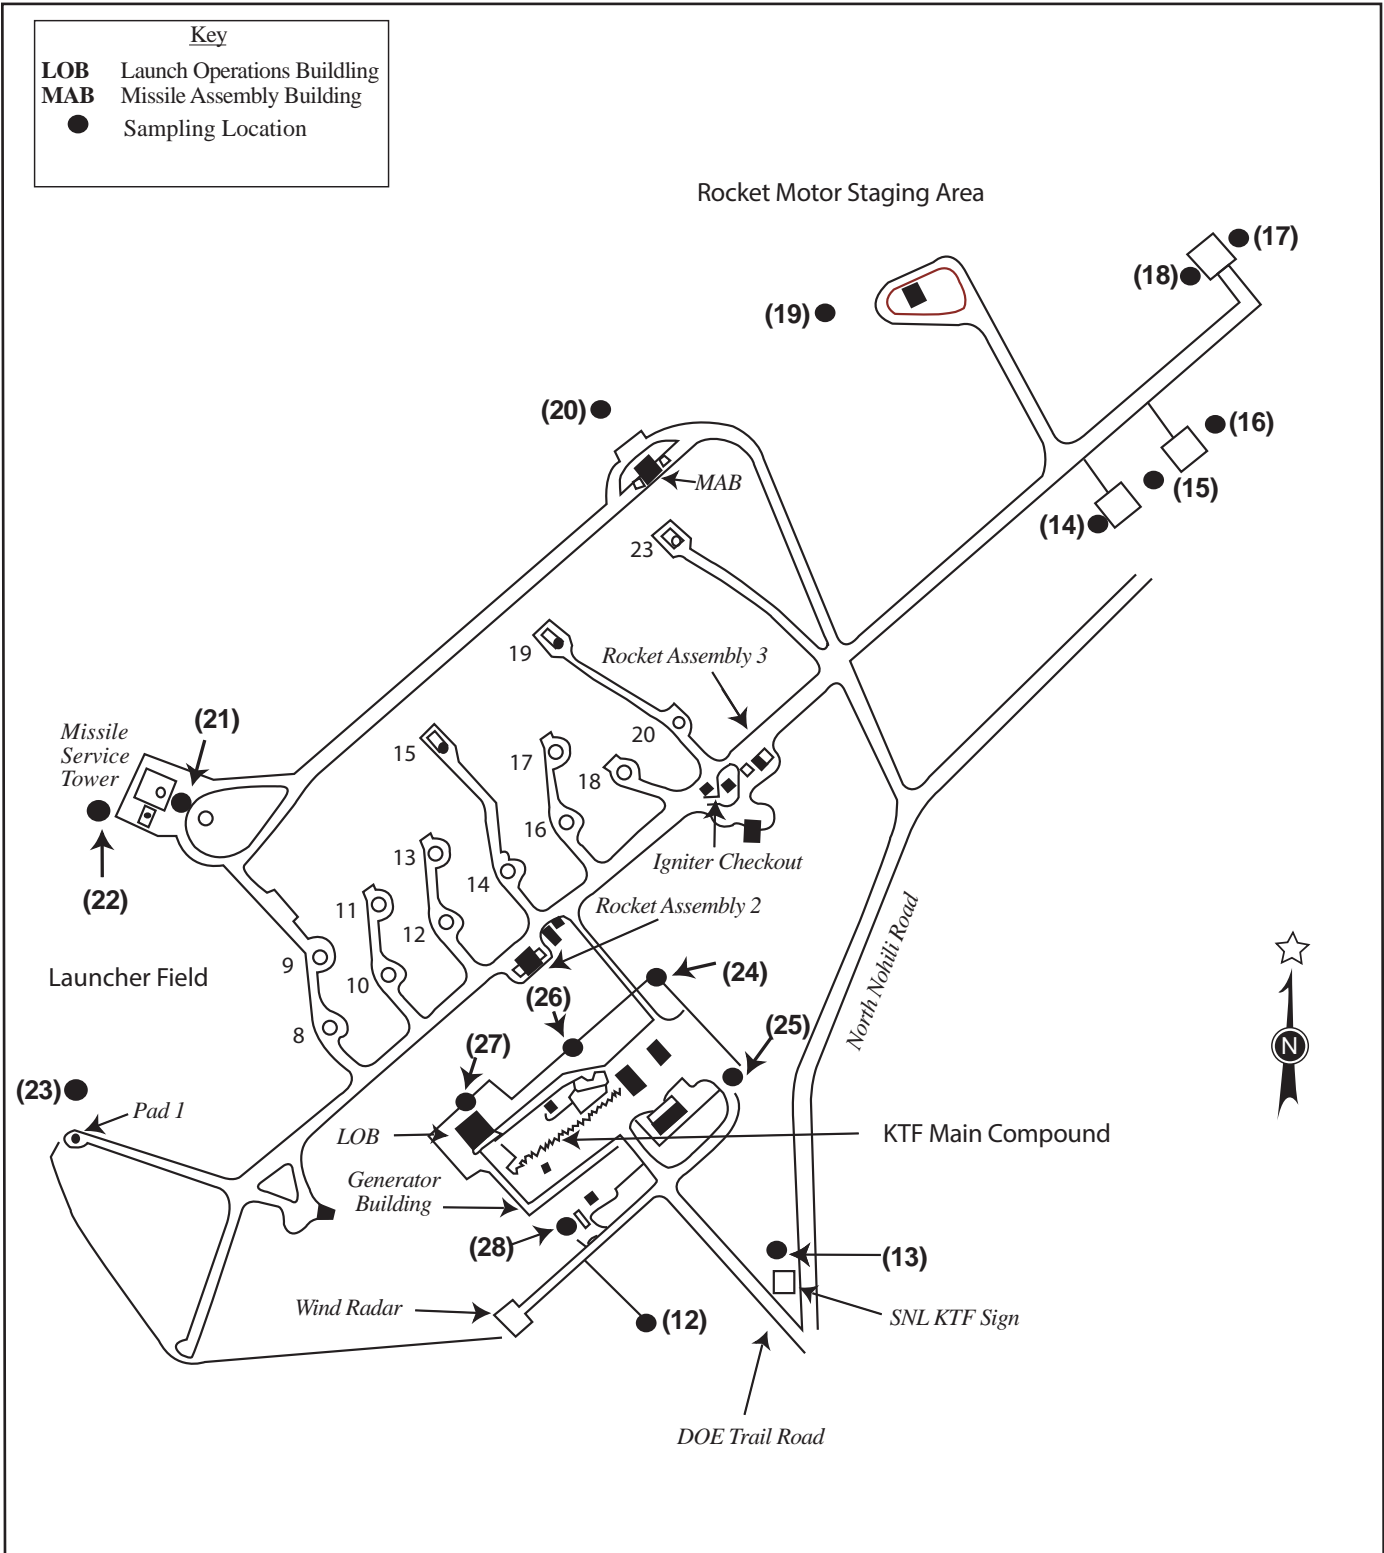 Key
LOB Launch Operations Buildling
MAB Missile Assembly Building
Sampling Location
Rocket Motor Staging Area
(17)
(18)
(19)
(20)
(16)
MAB
(15)
(14)
23
19
Rocket Assembly 3
(21)
Missile
Service
Tower
20
15
17
18
16
13
Igniter Checkout
14
(22)
11
Rocket Assembly 2
12
9
Launcher Field
(24)
10
(26)
North Nohili Road
8
(25)
(27)
N
(23)
Pad 1
LOB
KTF Main Compound
Generator
Building
(28)
(13)
Wind Radar
SNL KTF Sign
(12)
DOE Trail Road